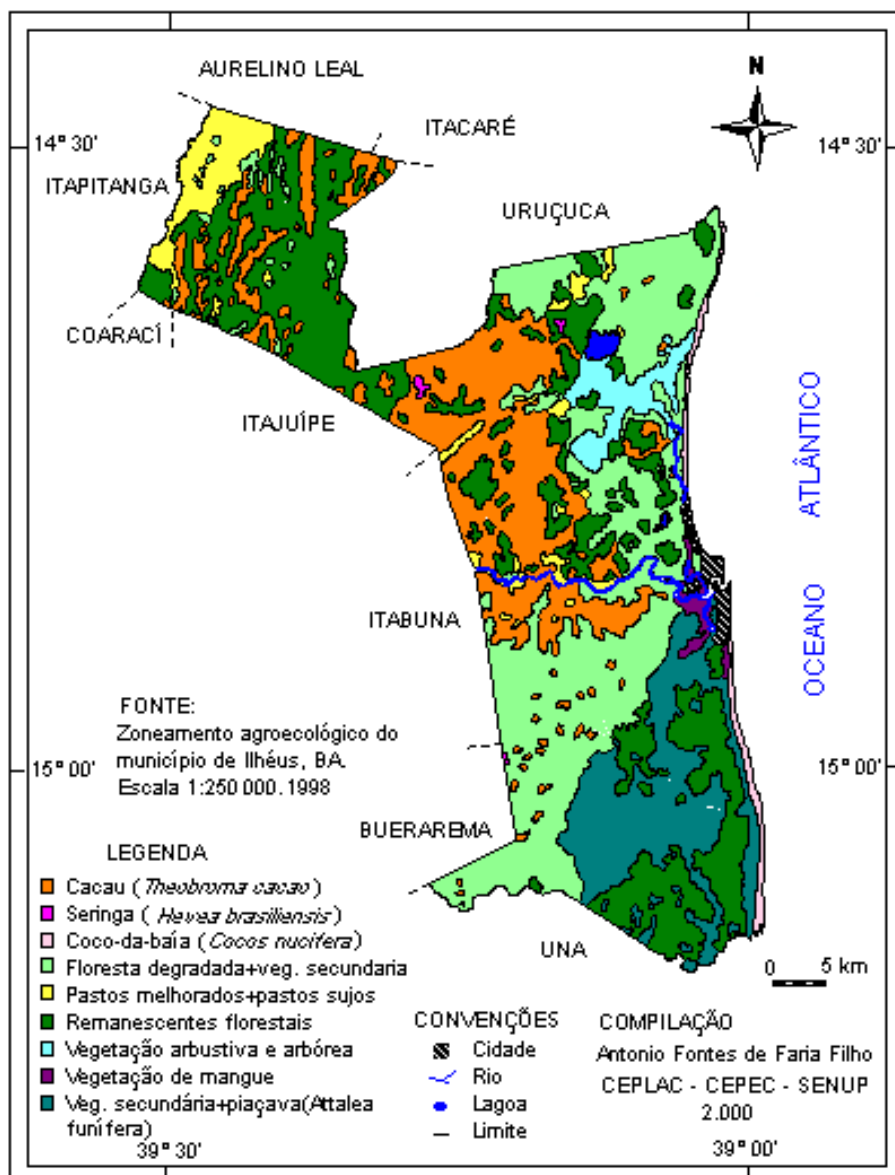 AURELINO LEAL
N
ITACARÉ
14° 30'
14° 30'
ITAPITANGA
URUÇUCA
COARACÍ
ITAJUÍPE
OCEANO ATLÂNTICO
ITABUNA
FONTE:
Zoneamento agroecológico do
município de Ilhéus, BA.
Escala 1:250 000. 1998
15° 00'
15° 00'
BUERAREMA
LEGENDA
Cacau (Theobroma cacau)
Seringa ( Hevea brasiliensis)
Coco-da-baía (Cocos nucifera)
Floresta degradada+veg. secundaria
Pastos melhorados+pastos sujos
Remanescentes florestais
Vegetação arbustiva e arbórea
Vegetação de mangue
Veg. secundária+piaçava(Attalea
funífera)
UNA
0 5 km
CONVENÇÕES
Cidade
Rio
Lagoa
Limite
COMPILAÇÃO
Antonio Fontes de Faria Filho
CEPLAC - CEPEC - SENUP
2.000
39° 30'
39° 00'